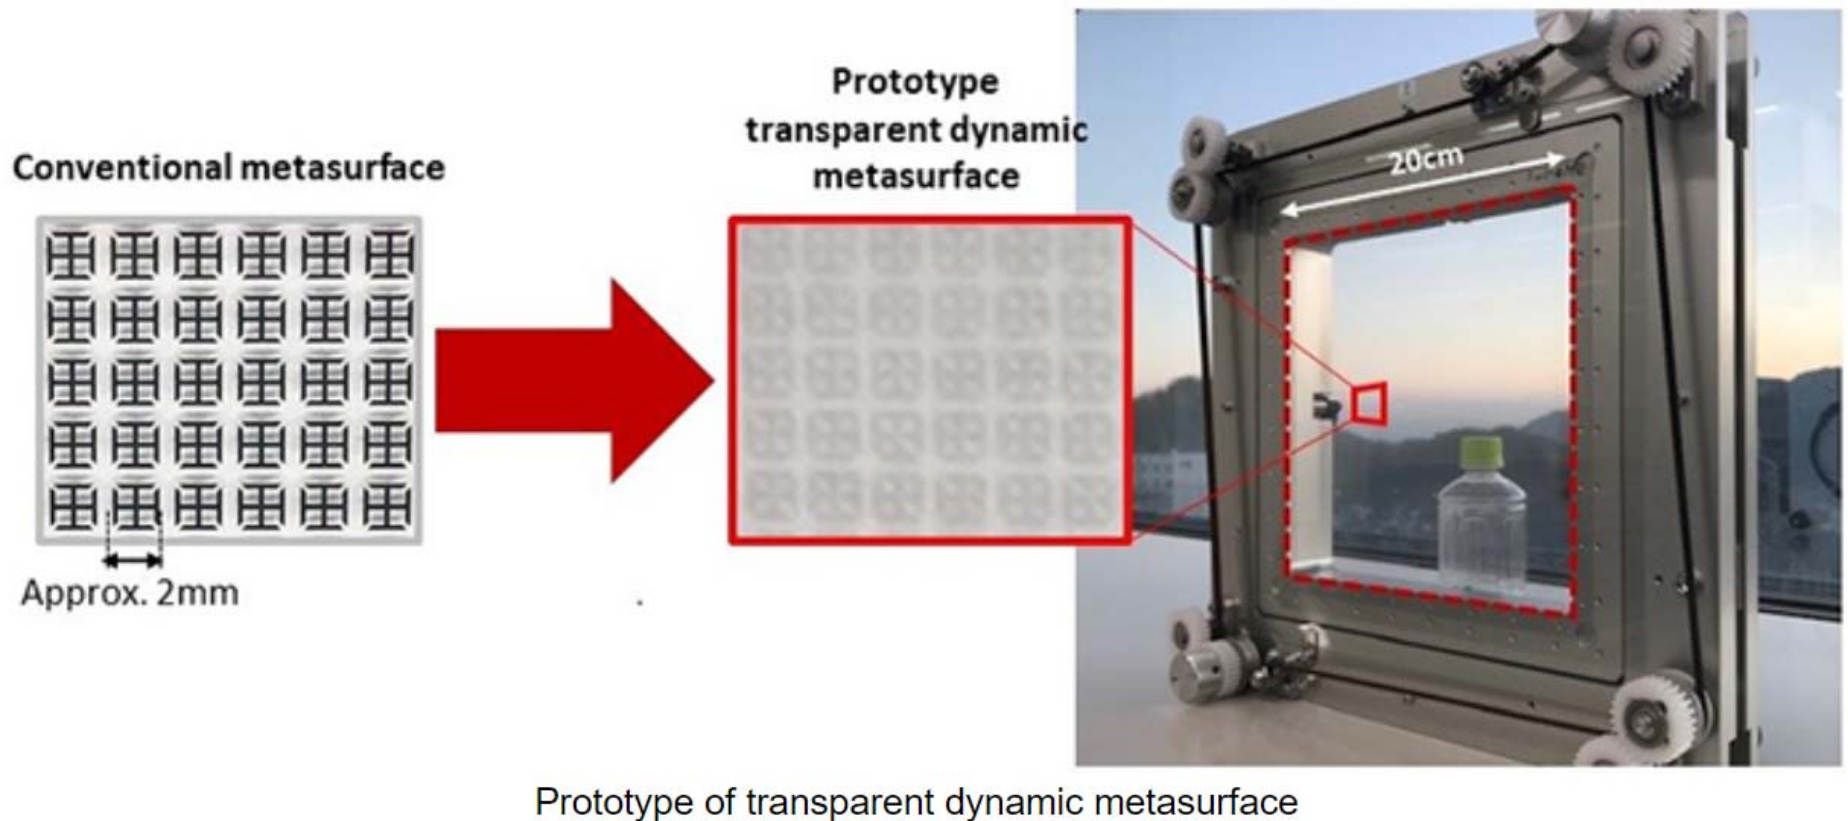 Conventional metasurface
Approx. 2mm
Prototype
transparent dynamic
metasurface
20cm
Prototype of transparent dynamic metasurface